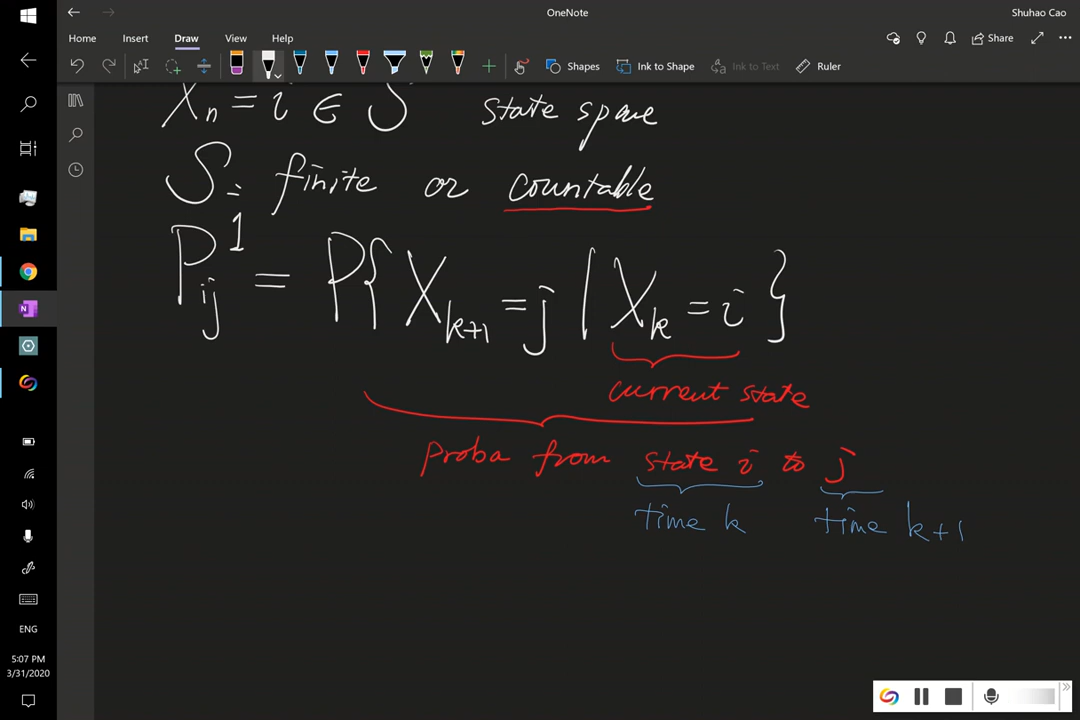 OneNote
Shuhao Cao
Home Insert Draw View Help
Share
Shapes Ink to Shape Ink to Text Ruler
Xn = i ∈ S state space
S = finite or countable
P¹ij = P{ Xk+1 = j | Xk = i }
current state
proba from state i to j
time k time k+1
ENG
5:07 PM
3/31/2020